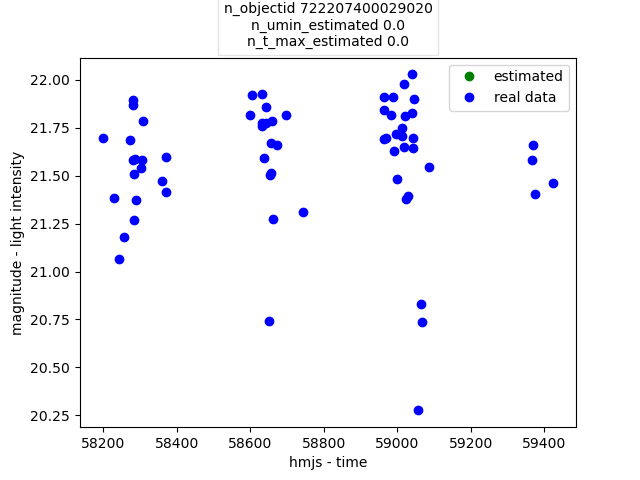 n_objectid 722207400029020
n_umin_estimated 0.0
n_t_max_estimated 0.0
estimated
real data
magnitude - light intensity
22.00
21.75
21.50
21.25
21.00
20.75
20.50
20.25
58200 58400 58600 58800 59000 59200 59400
hmjs - time